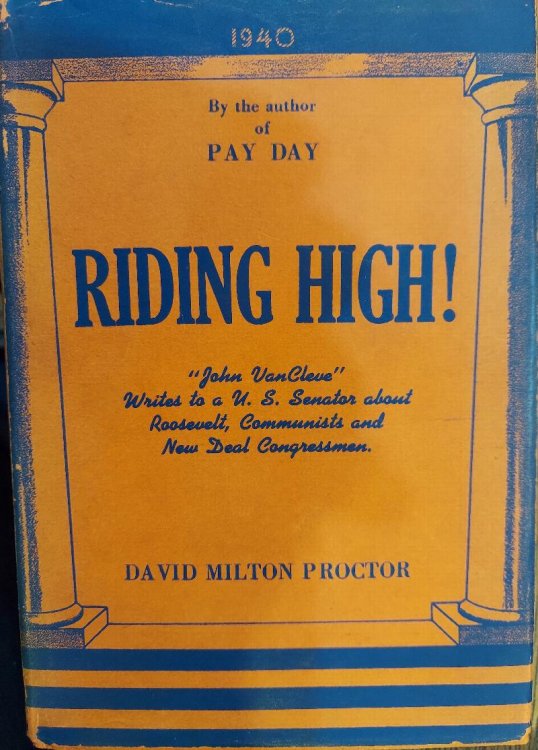 1940
By the author
of
PAY DAY
RIDING HIGH!
"John VanCleve"
Writes to a U. S. Senator about
Roosevelt, Communists and
New Deal Congressmen.
DAVID MILTON PROCTOR